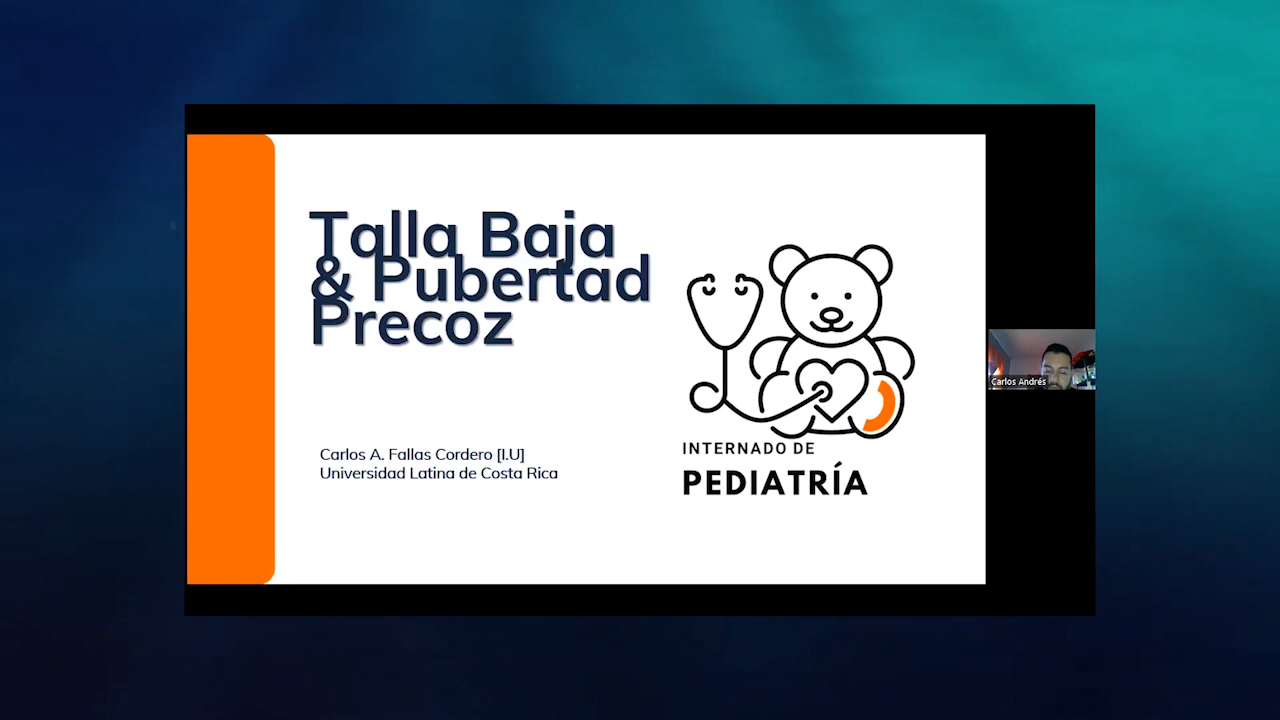 Talla Baja
& Pubertad
Precoz
Carlos A. Fallas Cordero [I.U]
Universidad Latina de Costa Rica
INTERNADO DE
PEDIATRÍA
Carlos Andrés